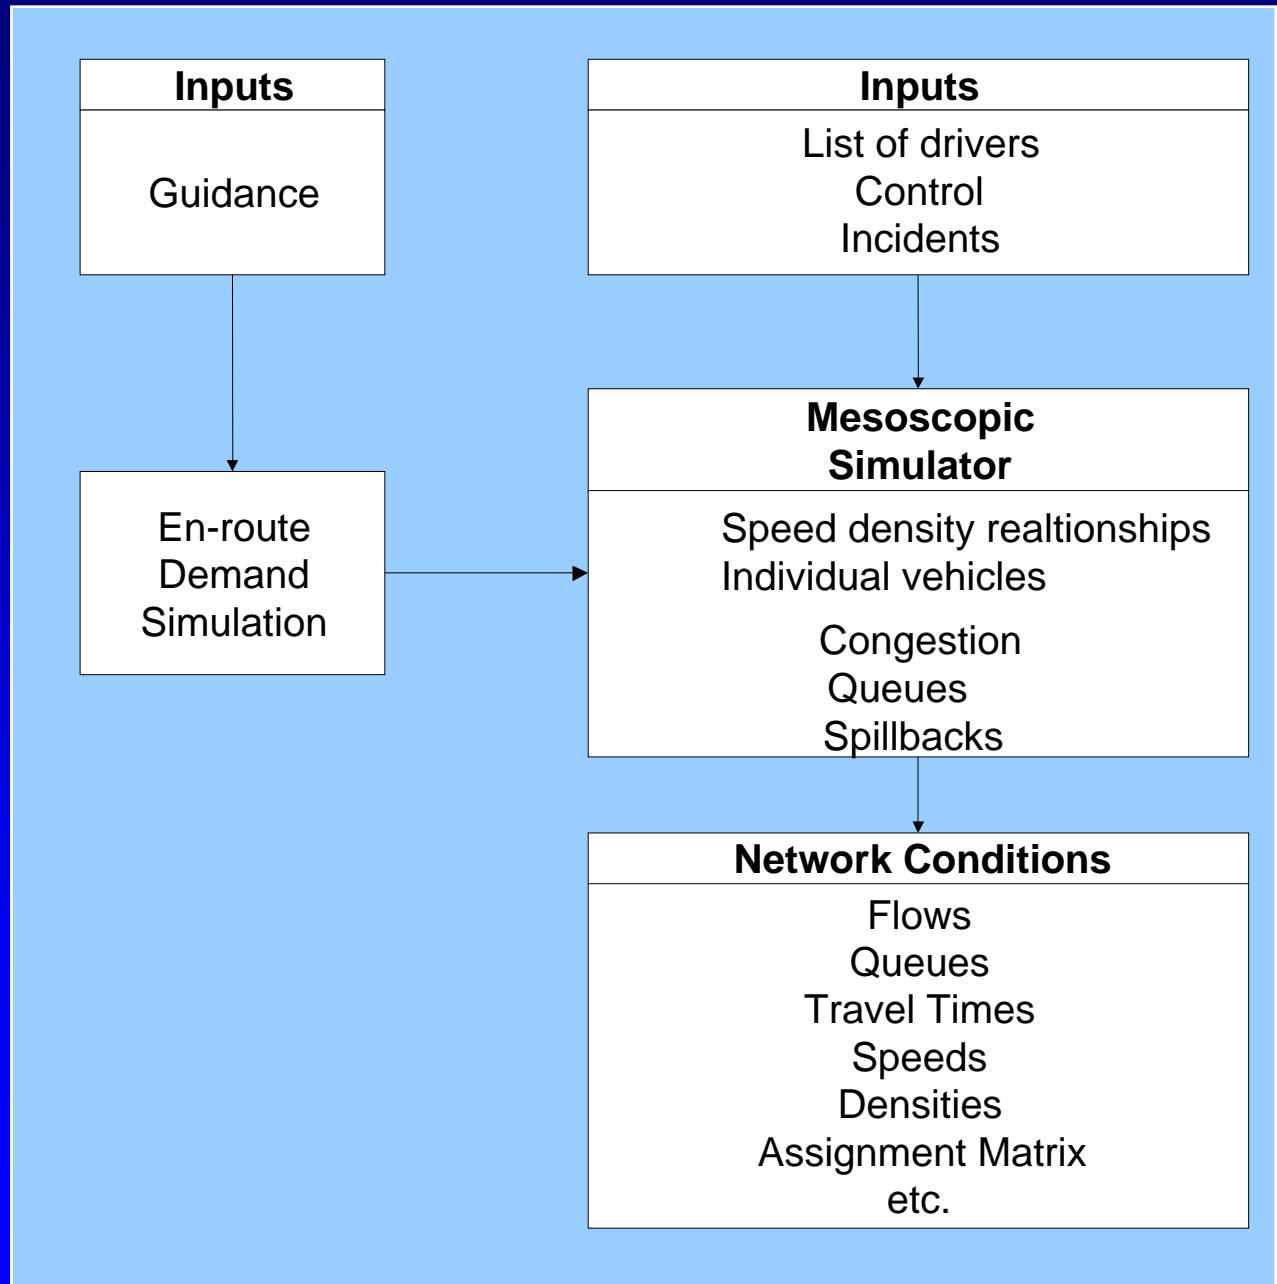 Inputs
Guidance
Inputs
List of drivers
Control
Incidents
En-route
Demand
Simulation
Mesoscopic
Simulator
Speed density realtionships
Individual vehicles
Congestion
Queues
Spillbacks
Network Conditions
Flows
Queues
Travel Times
Speeds
Densities
Assignment Matrix
etc.